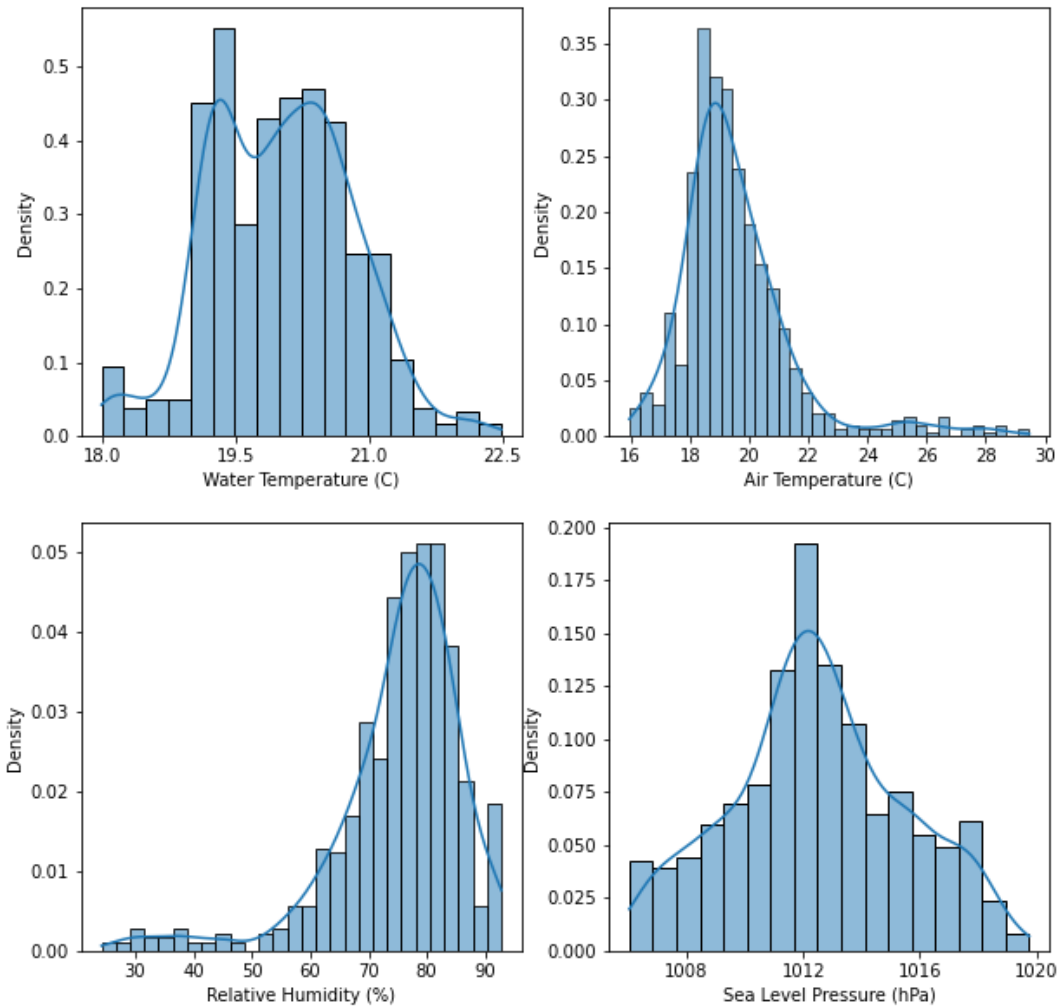 Density
0.5
0.4
0.3
0.2
0.1
0.0
18.0 19.5 21.0 22.5
Water Temperature (C)
Density
0.35
0.30
0.25
0.20
0.15
0.10
0.05
0.00
16 18 20 22 24 26 28 30
Air Temperature (C)
Density
0.05
0.04
0.03
0.02
0.01
0.00
30 40 50 60 70 80 90
Relative Humidity (%)
Density
0.200
0.175
0.150
0.125
0.100
0.075
0.050
0.025
0.000
1008 1012 1016 1020
Sea Level Pressure (hPa)